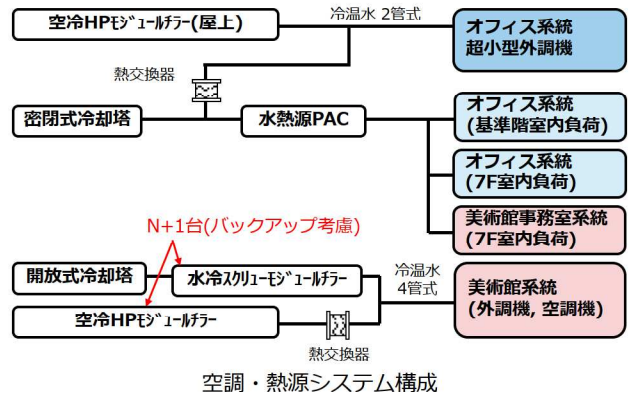 空冷HPﾓｼﾞｭｰﾙﾁﾗｰ(屋上)
冷温水 2管式
オフィス系統
超小型外調機
熱交換器
密閉式冷却塔
水熱源PAC
オフィス系統
(基準階室内負荷)
オフィス系統
(7F室内負荷)
美術館事務室系統
(7F室内負荷)
N+1台(バックアップ考慮)
開放式冷却塔
水冷ｽｸﾘｭｰﾓｼﾞｭｰﾙﾁﾗｰ
冷温水
4管式
美術館系統
(外調機, 空調機)
空冷HPﾓｼﾞｭｰﾙﾁﾗｰ
熱交換器
空調・熱源システム構成